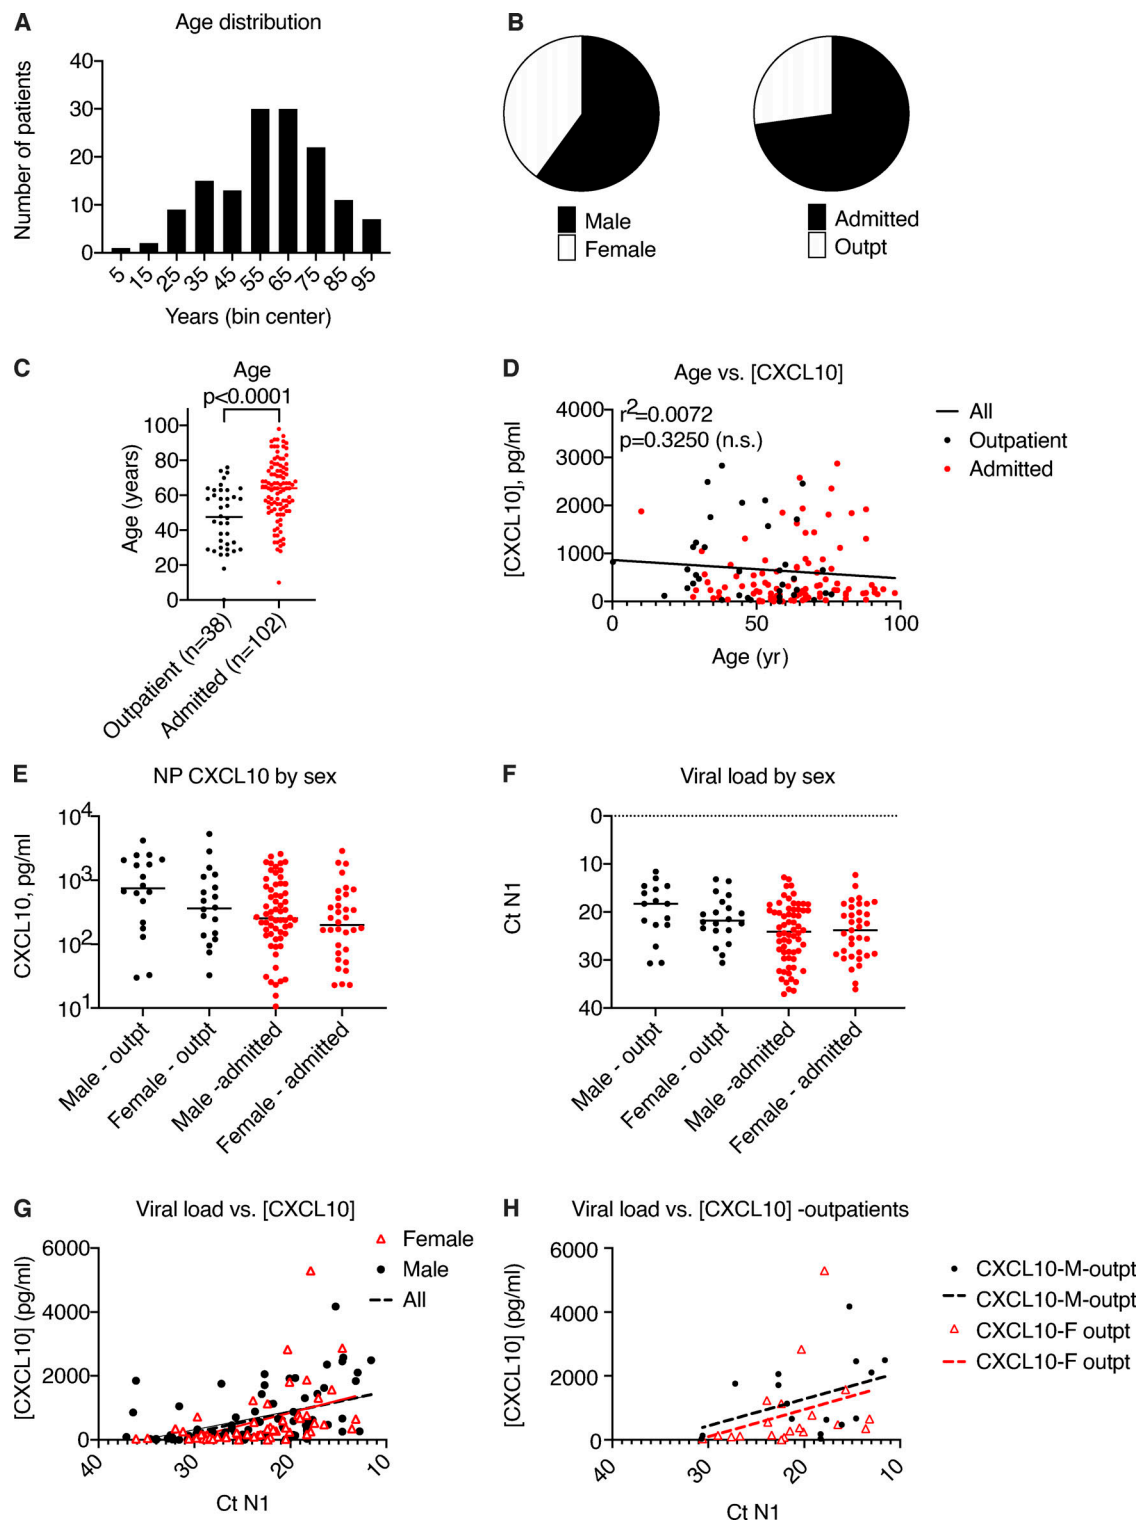 A
Age distribution
Number of patients
40
30
20
10
0
5 15 25 35 45 55 65 75 85 95
Years (bin center)
B
Male
Female
Admitted
Outpt
C
Age
p<0.0001
Age (years)
100
80
60
40
20
0
Outpatient (n=38)
Admitted (n=102)
D
Age vs. [CXCL10]
[CXCL10], pg/ml
4000
3000
2000
1000
0
r2=0.0072
p=0.3250 (n.s.)
0 50 100
Age (yr)
All
Outpatient
Admitted
E
NP CXCL10 by sex
CXCL10, pg/ml
10^4
10^3
10^2
10^1
Male - outpt
Female - outpt
Male -admitted
Female - admitted
F
Viral load by sex
Ct N1
0
10
20
30
40
Male - outpt
Female - outpt
Male -admitted
Female - admitted
G
Viral load vs. [CXCL10]
[CXCL10] (pg/ml)
6000
4000
2000
0
40 30 20 10
Ct N1
Female
Male
All
H
Viral load vs. [CXCL10] -outpatients
[CXCL10] (pg/ml)
6000
4000
2000
0
40 30 20 10
Ct N1
CXCL10-M-outpt
CXCL10-M-outpt
CXCL10-F outpt
CXCL10-F outpt